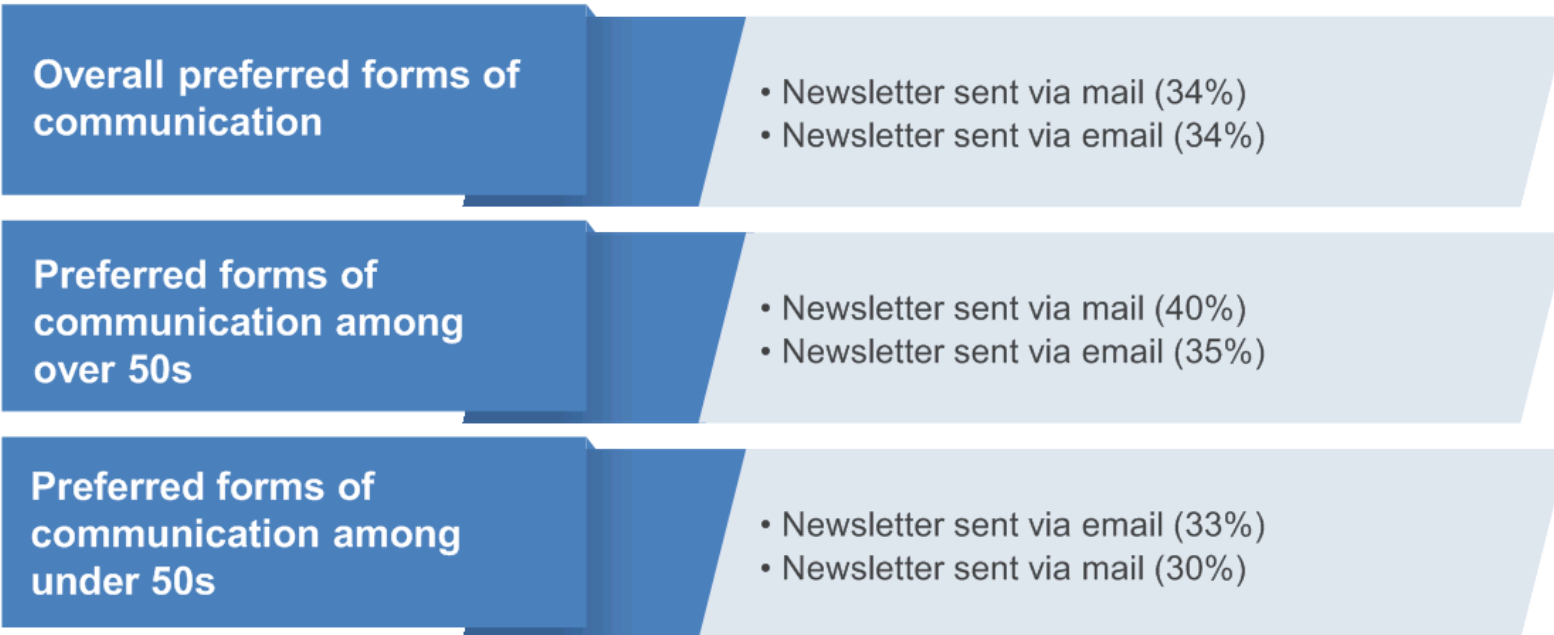 Overall preferred forms of
communication
• Newsletter sent via mail (34%)
• Newsletter sent via email (34%)
Preferred forms of
communication among
over 50s
• Newsletter sent via mail (40%)
• Newsletter sent via email (35%)
Preferred forms of
communication among
under 50s
• Newsletter sent via email (33%)
• Newsletter sent via mail (30%)